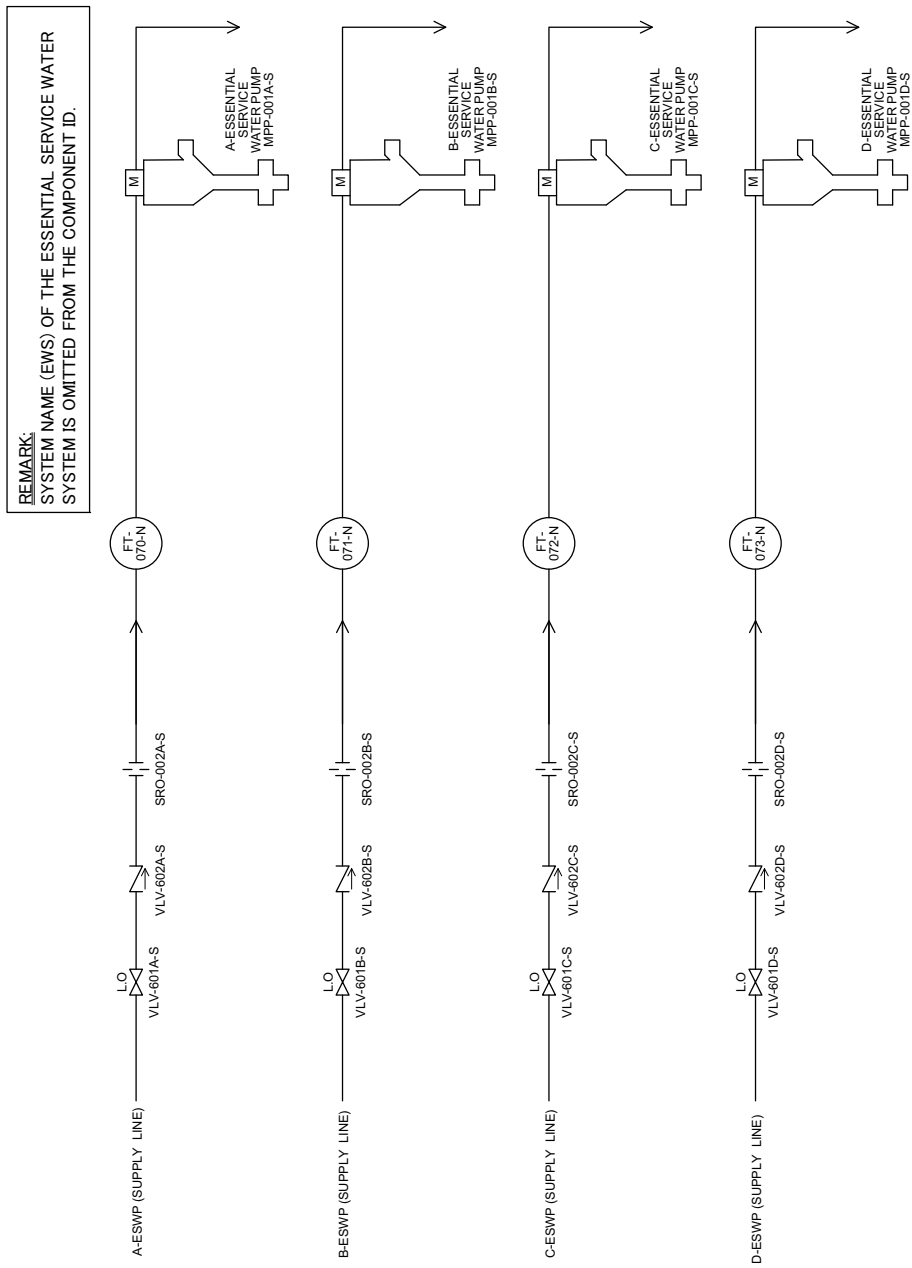 REMARK:
SYSTEM NAME (EWS) OF THE ESSENTIAL SERVICE WATER
SYSTEM IS OMITTED FROM THE COMPONENT ID.
A-ESWP (SUPPLY LINE)
L.O
VLV-601A-S
VLV-602A-S
SRO-002A-S
FT-
070-N
M
A-ESSENTIAL
SERVICE
WATER PUMP
MPP-001A-S
B-ESWP (SUPPLY LINE)
L.O
VLV-601B-S
VLV-602B-S
SRO-002B-S
FT-
071-N
M
B-ESSENTIAL
SERVICE
WATER PUMP
MPP-001B-S
C-ESWP (SUPPLY LINE)
L.O
VLV-601C-S
VLV-602C-S
SRO-002C-S
FT-
072-N
M
C-ESSENTIAL
SERVICE
WATER PUMP
MPP-001C-S
D-ESWP (SUPPLY LINE)
L.O
VLV-601D-S
VLV-602D-S
SRO-002D-S
FT-
073-N
M
D-ESSENTIAL
SERVICE
WATER PUMP
MPP-001D-S